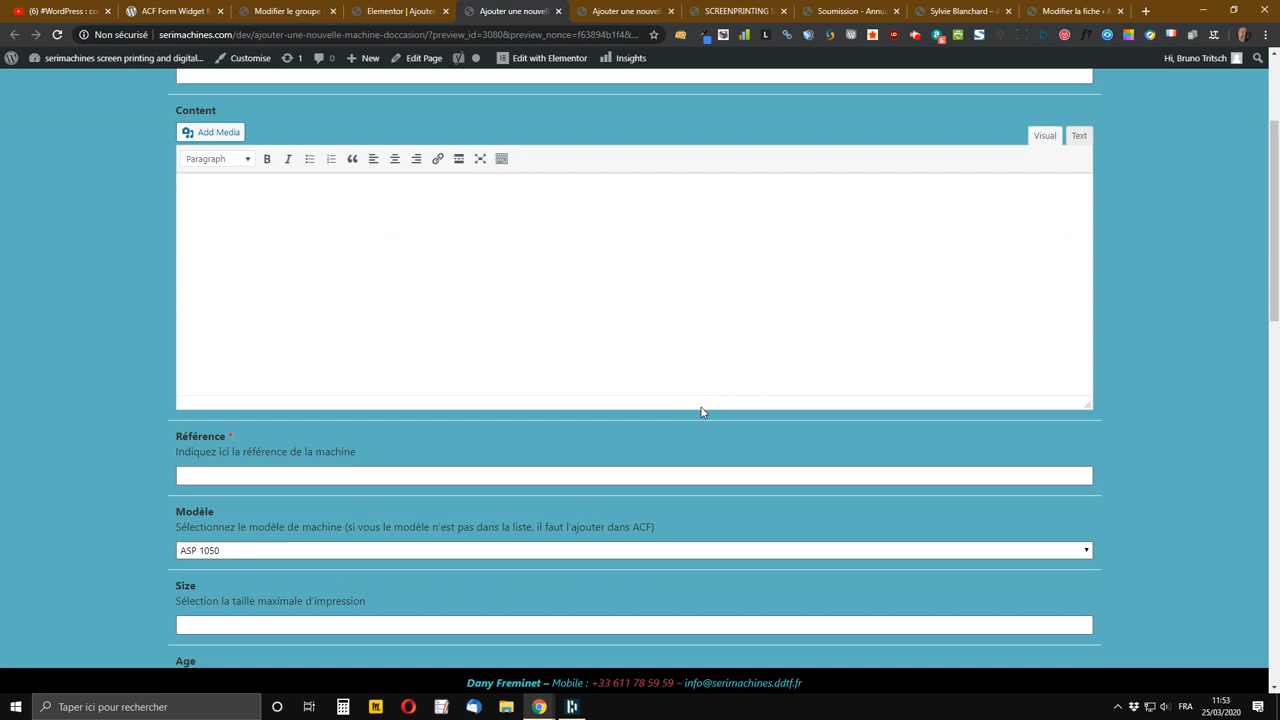 (6) #WordPress : co
ACF Form Widget f
Modifier le groupe
Elementor | Ajoute
Ajouter une nouvel
Ajouter une nouve
SCREENPRINTING S
Soumission - Annu
Sylvie Blanchard – A
Modifier la fiche « A
Non sécurisé
serimachines.com/dev/ajouter-une-nouvelle-machine-doccasion/?preview_id=3080&preview_nonce=f63894b1f4&...
serimachines screen printing and digital...
1
0
New
Customise
Edit Page
Edit with Elementor
Insights
Hi, Bruno Tritsch
Content
Add Media
Visual
Text
Paragraph
Référence *
Indiquez ici la référence de la machine
Modèle
Sélectionnez le modèle de machine (si vous le modèle n'est pas dans la liste, il faut l'ajouter dans ACF)
ASP 1050
Size
Sélection la taille maximale d'impression
Age
Dany Freminet – Mobile : +33 611 78 59 59 – info@serimachines.ddtf.fr
Taper ici pour rechercher
FRA
11:53
25/03/2020